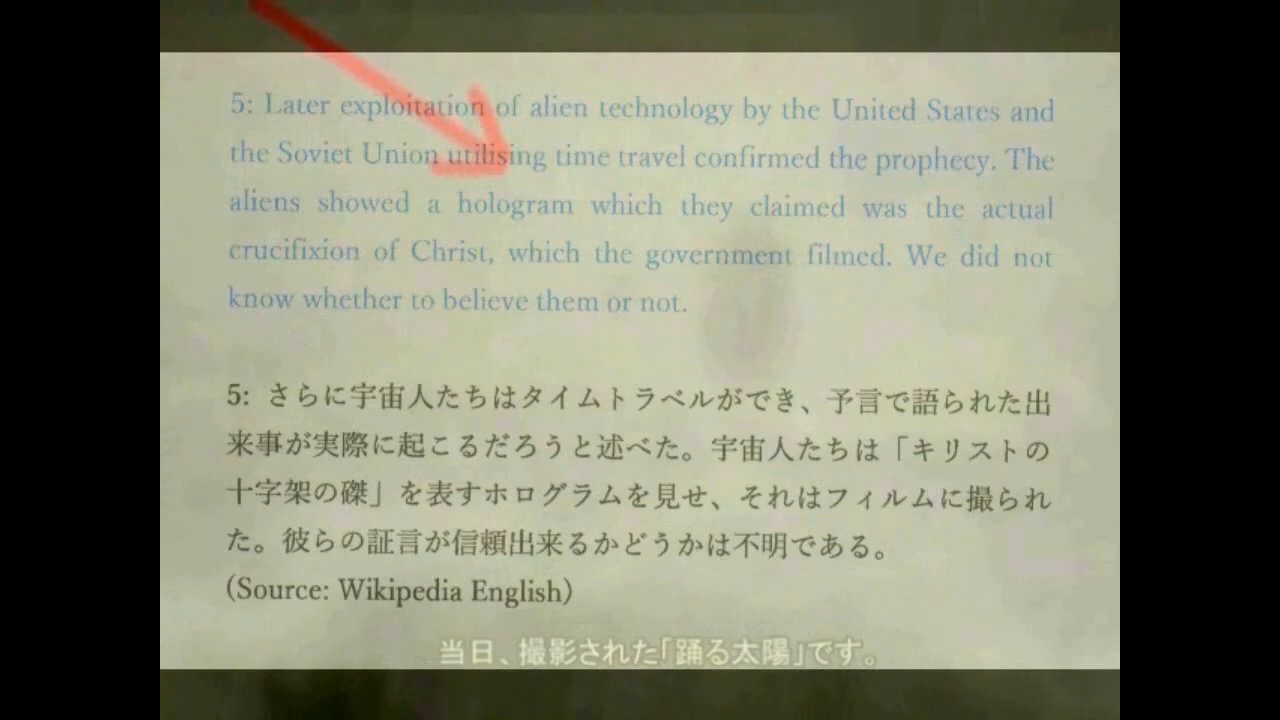 5: Later exploitation of alien technology by the United States and
the Soviet Union utilising time travel confirmed the prophecy. The
aliens showed a hologram which they claimed was the actual
crucifixion of Christ, which the government filmed. We did not
know whether to believe them or not.
5: さらに宇宙人たちはタイムトラベルができ、予言で語られた出
来事が実際に起こるだろうと述べた。宇宙人たちは「キリストの
十字架の磔」を表すホログラムを見せ、それはフィルムに撮られ
た。彼らの証言が信頼出来るかどうかは不明である。
(Source: Wikipedia English)
当日、撮影された「踊る太陽」です。